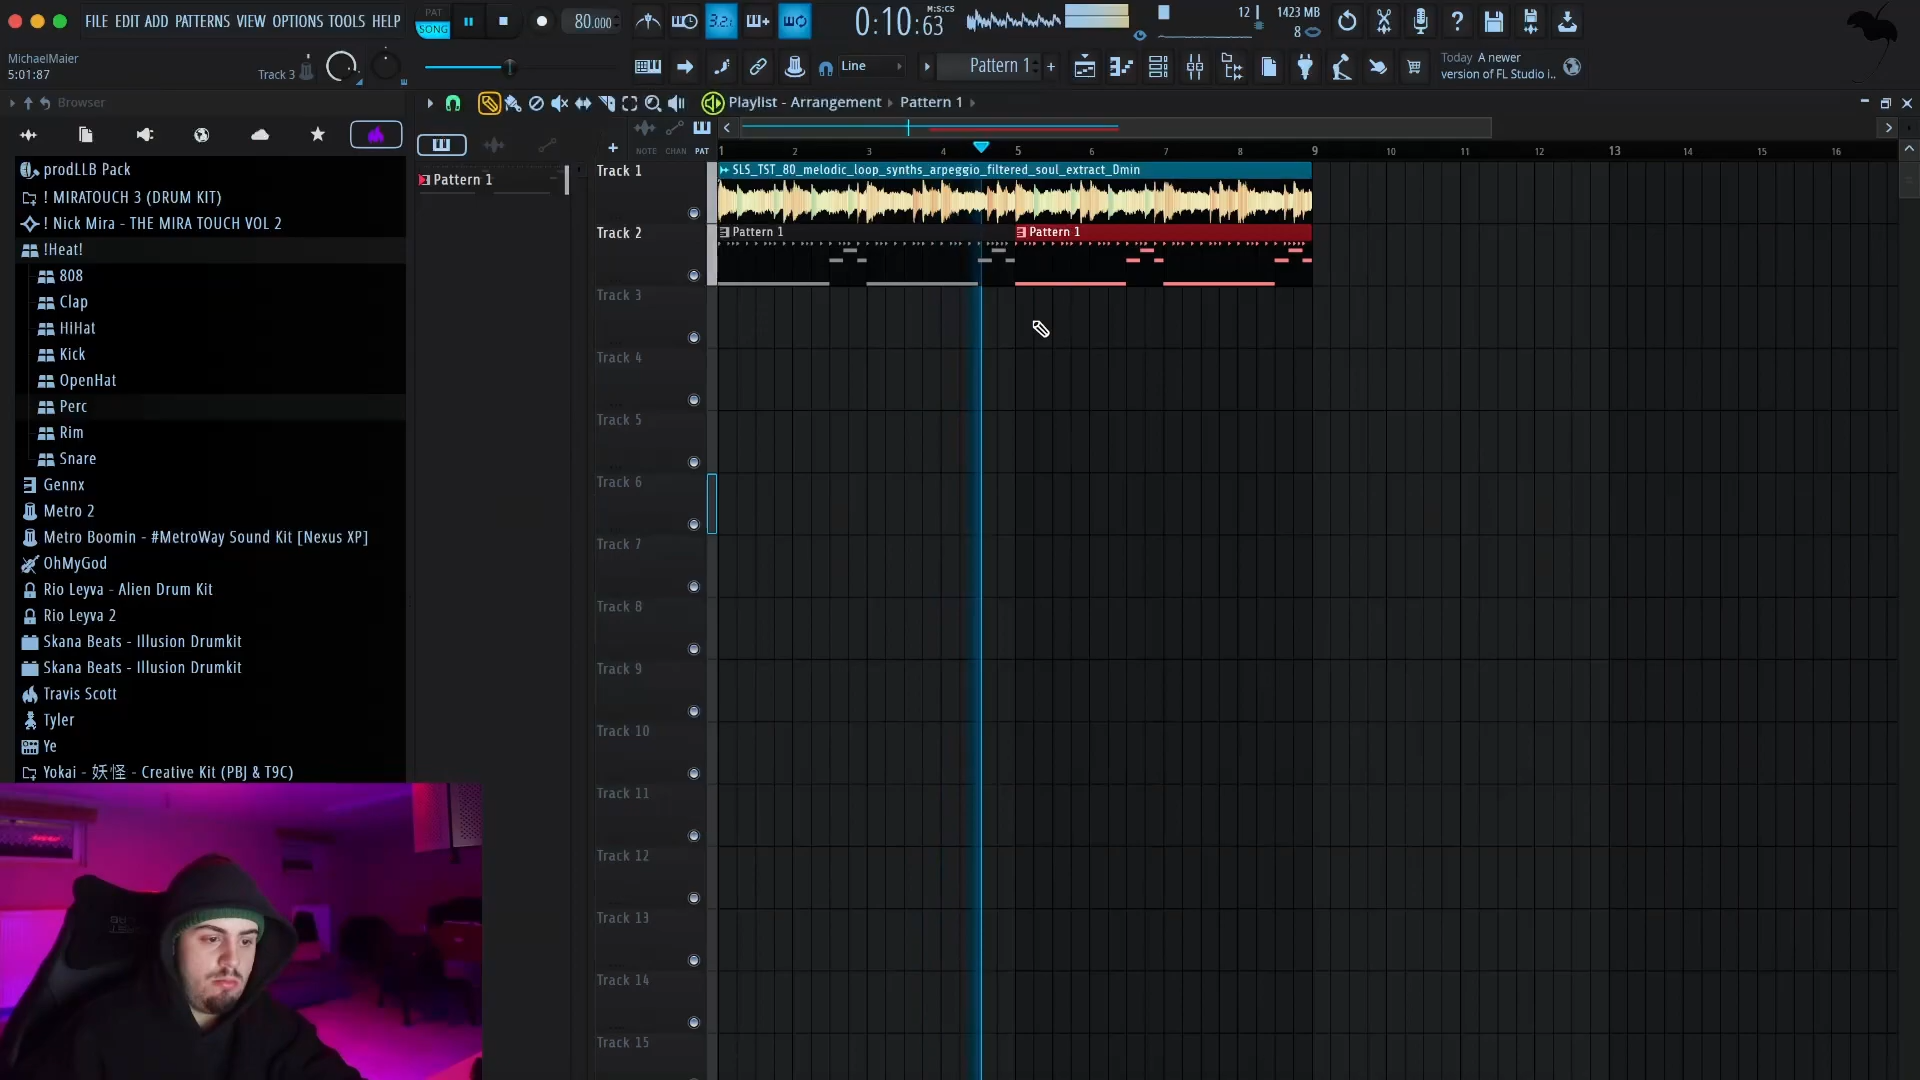 FILE EDIT ADD PATTERNS VIEW OPTIONS TOOLS HELP
PAT
SONG
80.000
3.2
0:10:63
M:S:CS
12
1423 MB
8
MichaelMaier
5:01:87
Track 3
Line
Pattern 1
Today A newer
version of FL Studio i..
Browser
Playlist - Arrangement
Pattern 1
NOTE CHAN PAT
1 2 3 4 5 6 7 8 9 10 11 12 13 14 15 16
Pattern 1
prodLLB Pack
! MIRATOUCH 3 (DRUM KIT)
! Nick Mira - THE MIRA TOUCH VOL 2
!Heat!
808
Clap
HiHat
Kick
OpenHat
Perc
Rim
Snare
Gennx
Metro 2
Metro Boomin - #MetroWay Sound Kit [Nexus XP]
OhMyGod
Rio Leyva - Alien Drum Kit
Rio Leyva 2
Skana Beats - Illusion Drumkit
Skana Beats - Illusion Drumkit
Travis Scott
Tyler
Ye
Yokai - 妖怪 - Creative Kit (PBJ & T9C)
Track 1
SLS_TST_80_melodic_loop_synths_arpeggio_filtered_soul_extract_Dmin
Track 2
Pattern 1
Pattern 1
Track 3
Track 4
Track 5
Track 6
Track 7
Track 8
Track 9
Track 10
Track 11
Track 12
Track 13
Track 14
Track 15